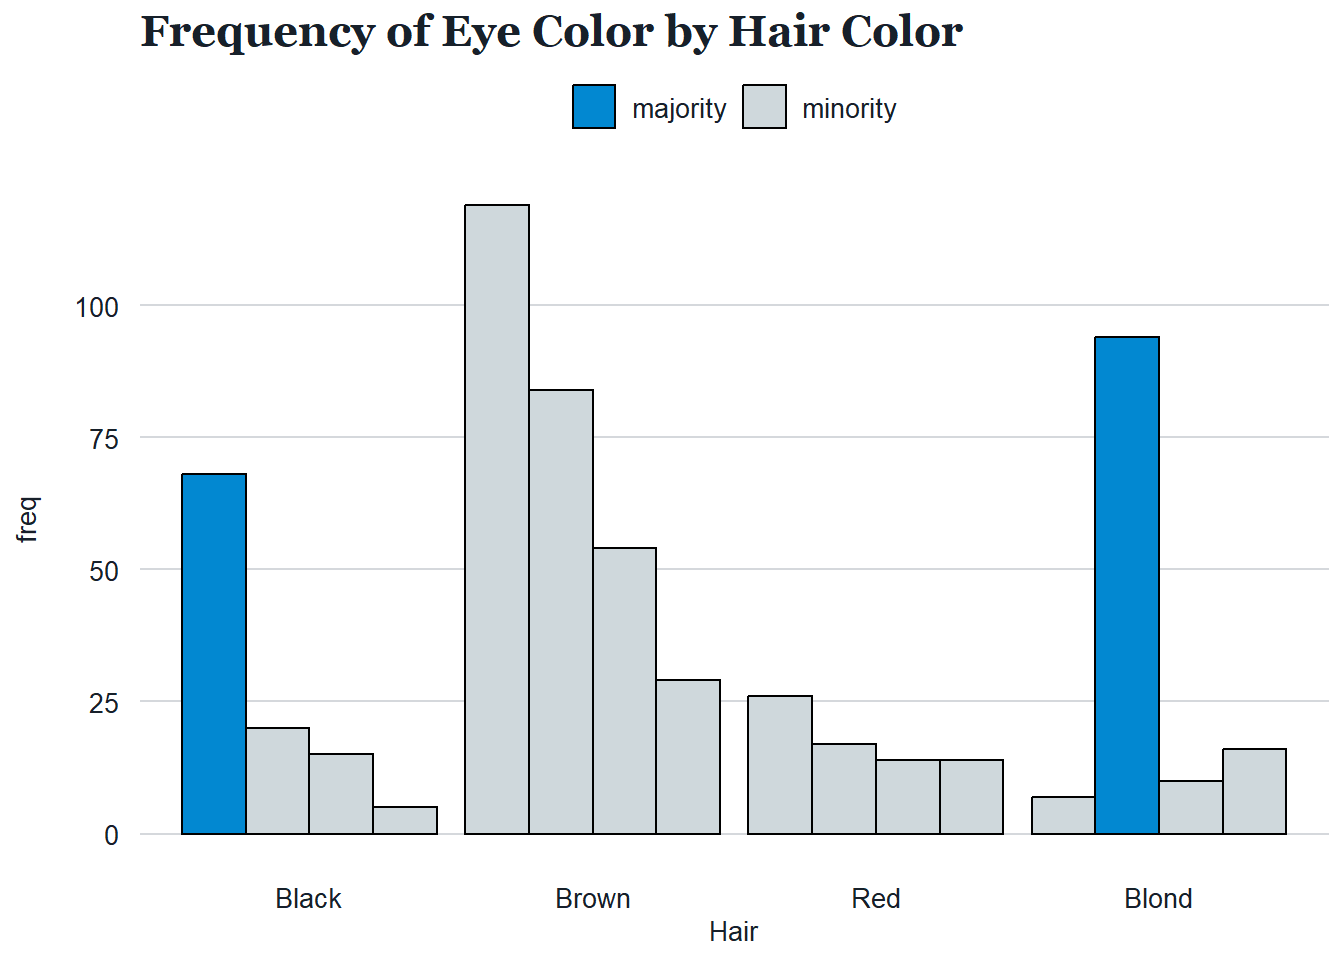 Frequency of Eye Color by Hair Color
majority minority
100
75
50
25
0
freq
Black Brown Red Blond
Hair